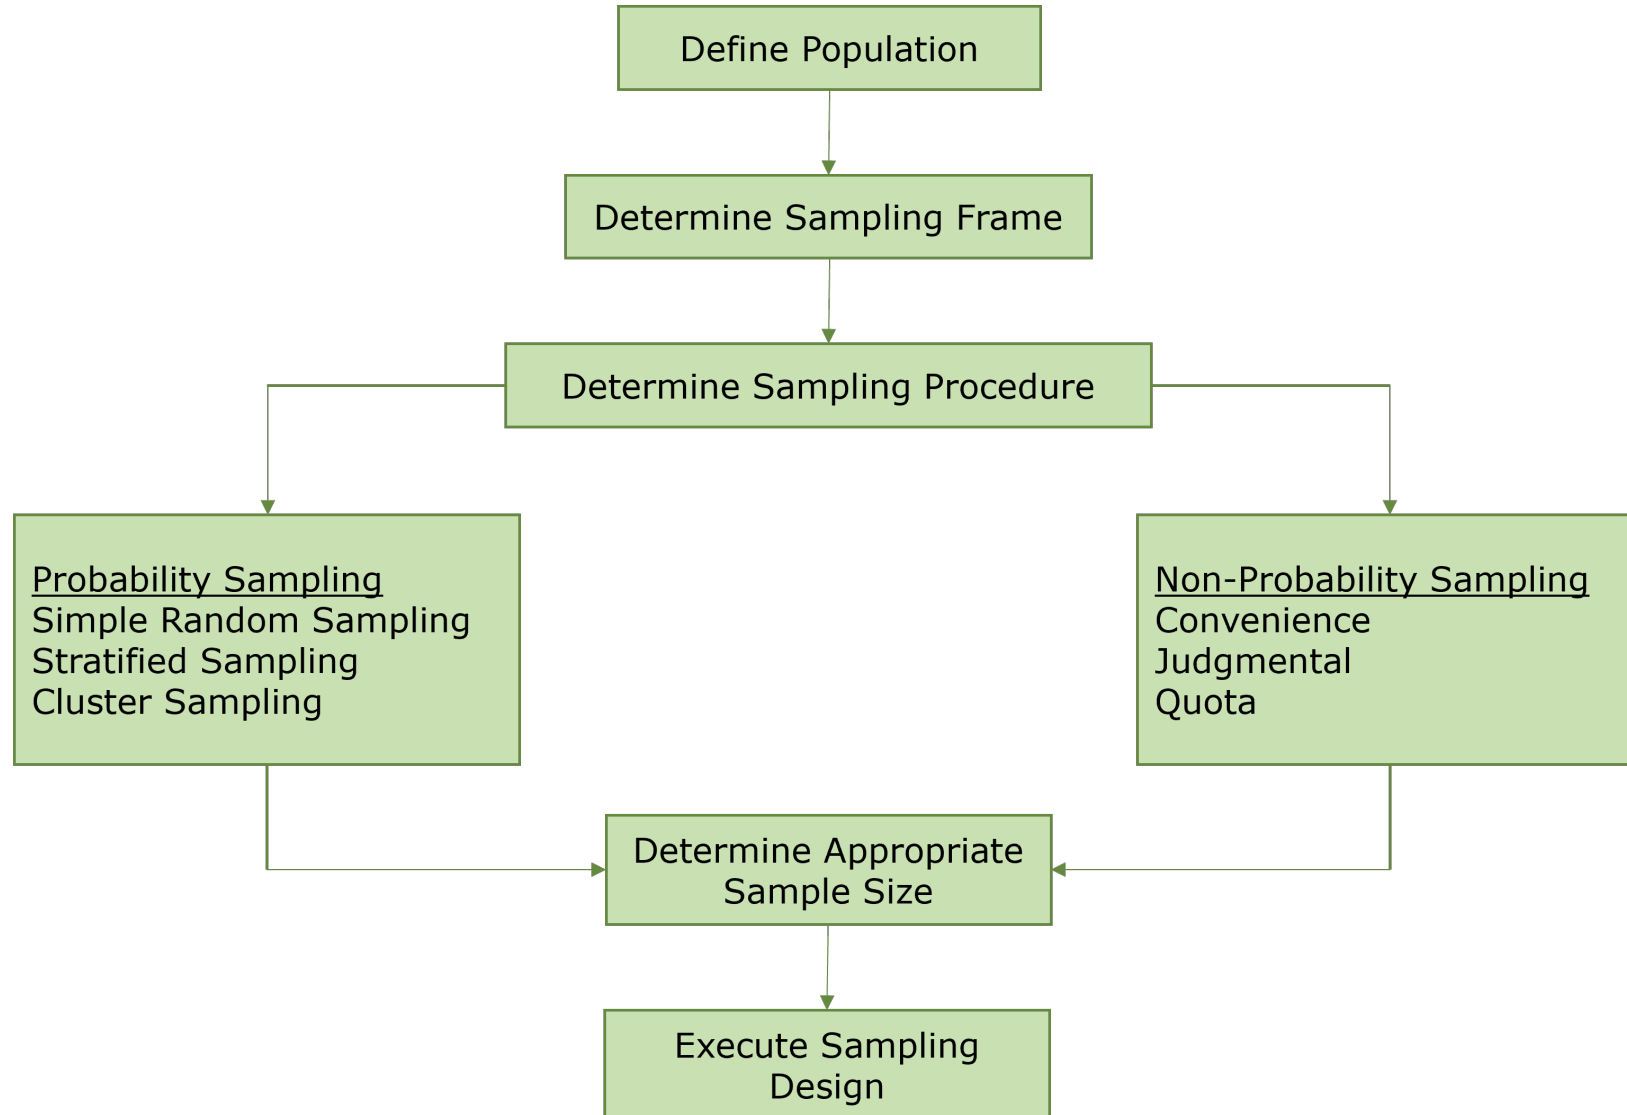 Define Population
Determine Sampling Frame
Determine Sampling Procedure
Probability Sampling
Simple Random Sampling
Stratified Sampling
Cluster Sampling
Non-Probability Sampling
Convenience
Judgmental
Quota
Determine Appropriate
Sample Size
Execute Sampling
Design